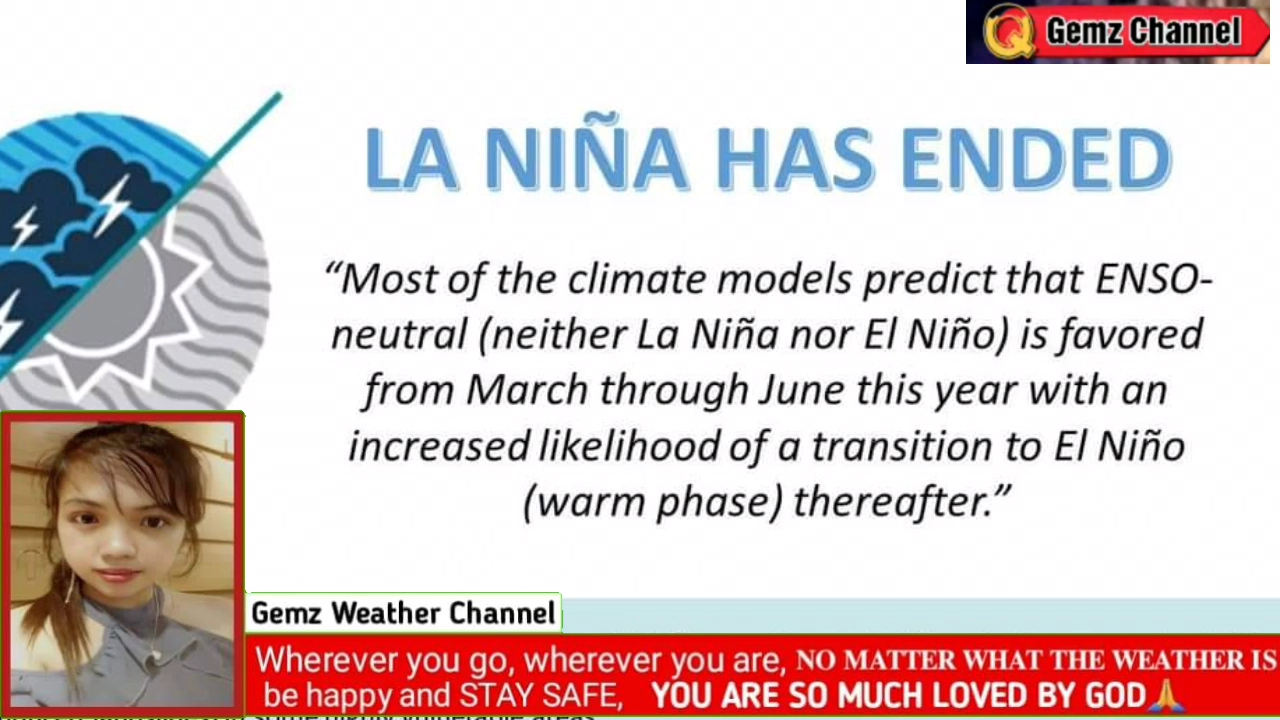 Gemz Channel
LA NIÑA HAS ENDED
“Most of the climate models predict that ENSO-
neutral (neither La Niña nor El Niño) is favored
from March through June this year with an
increased likelihood of a transition to El Niño
(warm phase) thereafter.”
Gemz Weather Channel
Wherever you go, wherever you are, NO MATTER WHAT THE WEATHER IS
be happy and STAY SAFE, YOU ARE SO MUCH LOVED BY GOD🙏